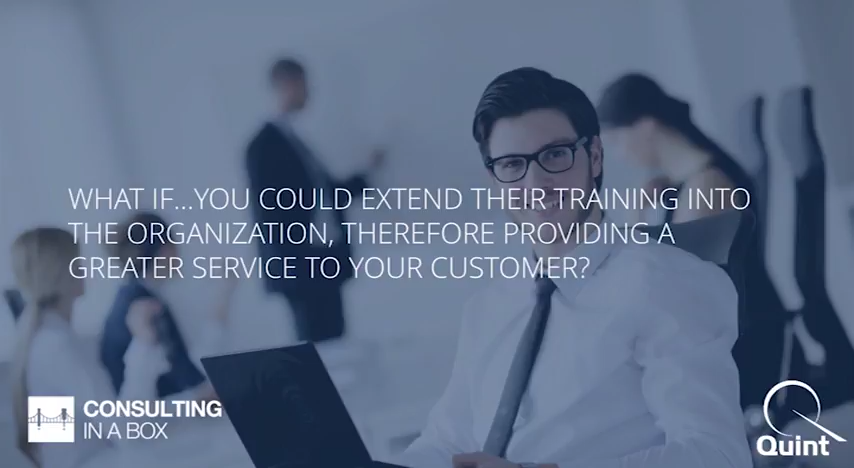 WHAT IF...YOU COULD EXTEND THEIR TRAINING INTO
THE ORGANIZATION, THEREFORE PROVIDING A
GREATER SERVICE TO YOUR CUSTOMER?
CONSULTING
IN A BOX
Quint